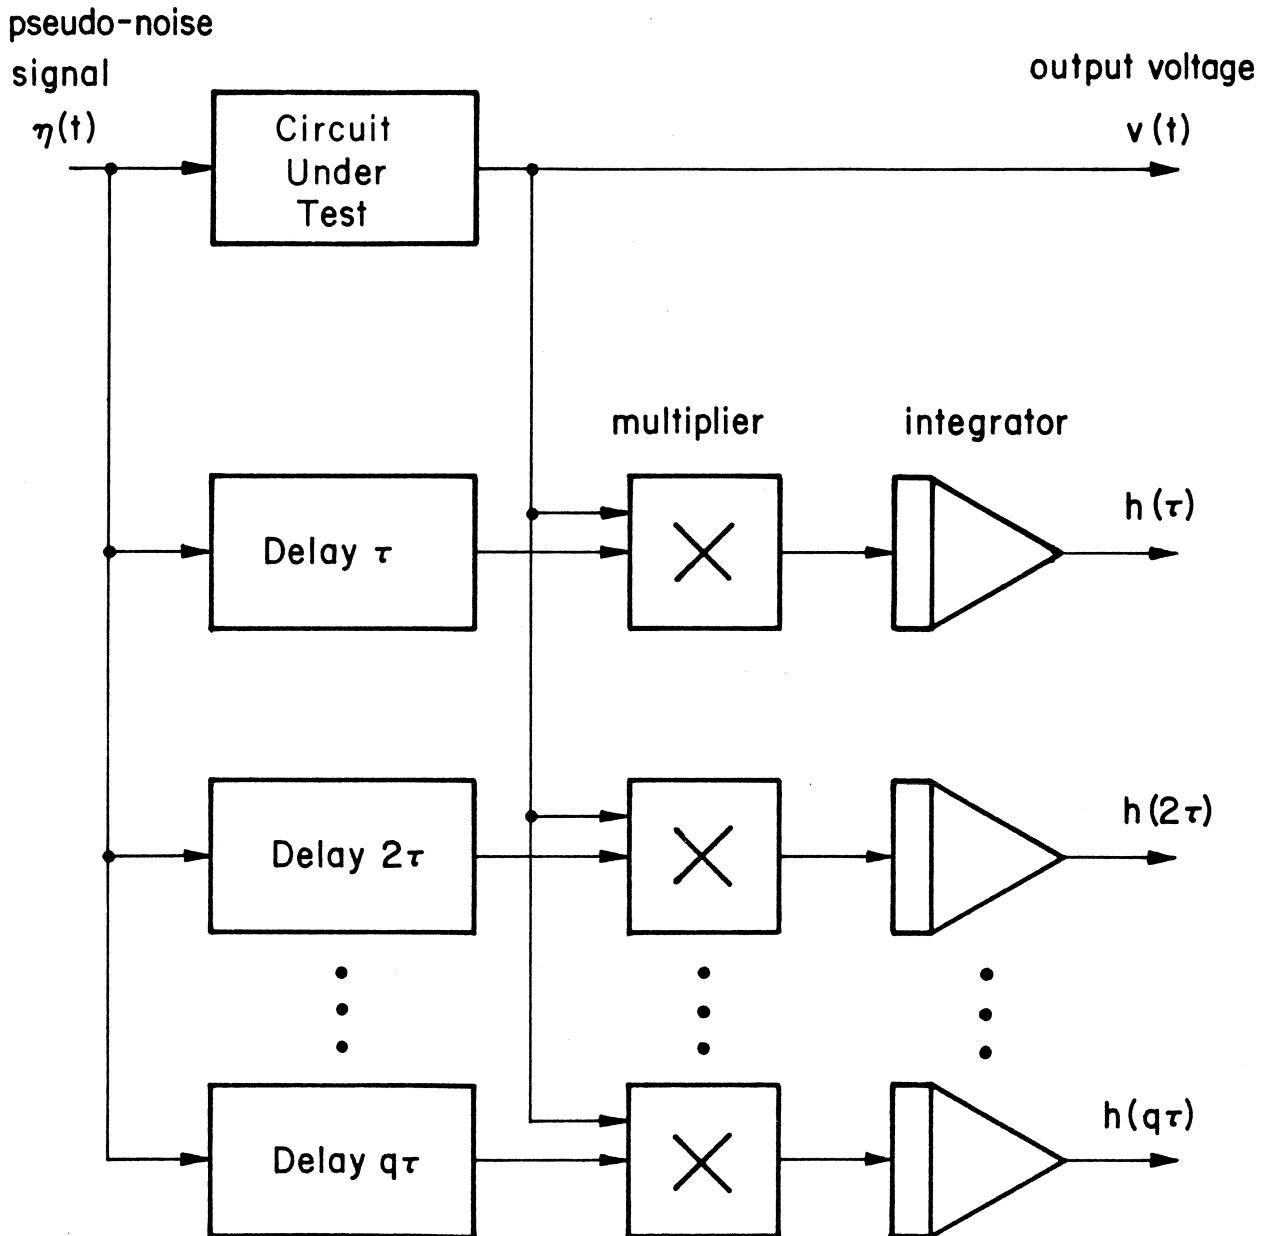 pseudo-noise
signal
η(t)
output voltage
v(t)
Circuit
Under
Test
multiplier
integrator
Delay τ
h(τ)
Delay 2τ
h(2τ)
Delay qτ
h(qτ)